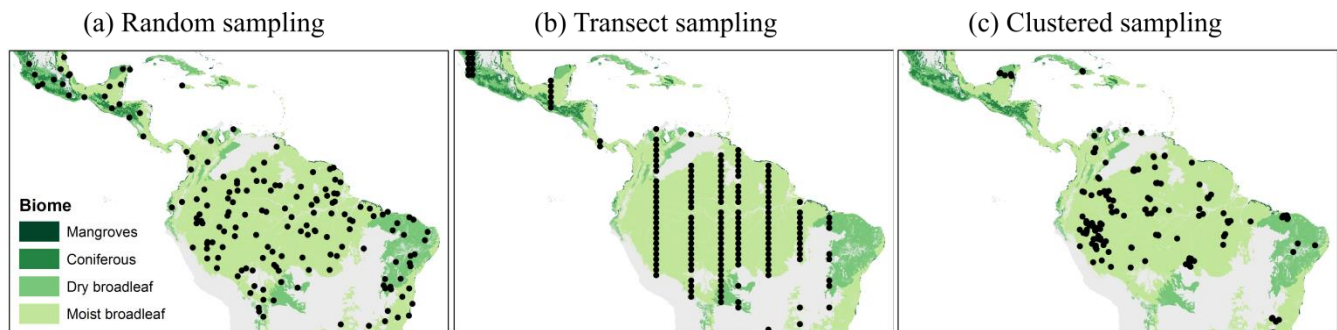 (a) Random sampling
(b) Transect sampling
(c) Clustered sampling
Biome
Mangroves
Coniferous
Dry broadleaf
Moist broadleaf